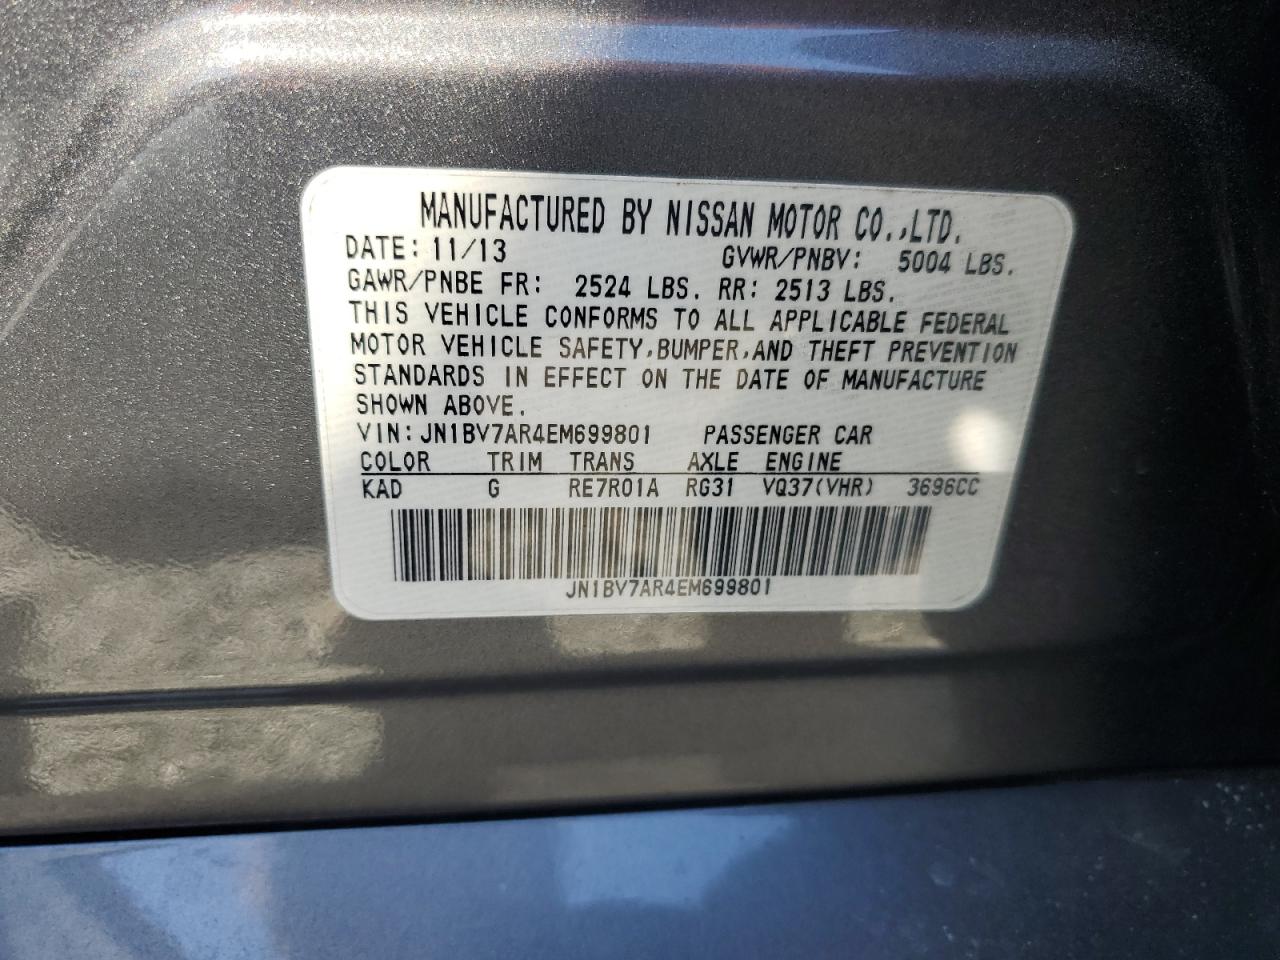 MANUFACTURED BY NISSAN MOTOR CO.,LTD.
DATE: 11/13 GVWR/PNBV: 5004 LBS.
GAWR/PNBE FR: 2524 LBS. RR: 2513 LBS.
THIS VEHICLE CONFORMS TO ALL APPLICABLE FEDERAL
MOTOR VEHICLE SAFETY,BUMPER,AND THEFT PREVENTION
STANDARDS IN EFFECT ON THE DATE OF MANUFACTURE
SHOWN ABOVE.
VIN: JN1BV7AR4EM699801 PASSENGER CAR
COLOR TRIM TRANS AXLE ENGINE
KAD G RE7R01A RG31 VQ37(VHR) 3696CC
JN1BV7AR4EM699801